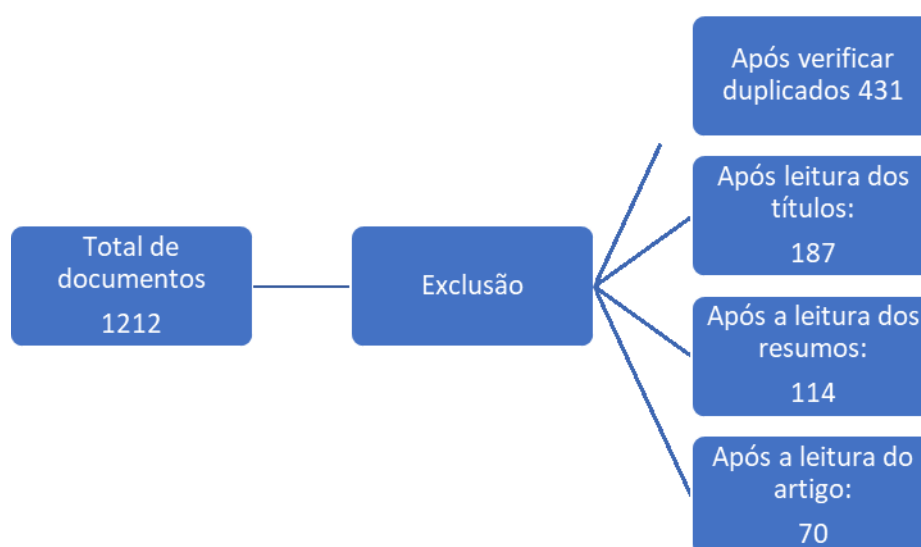 Total de
documentos
1212
Exclusão
Após verificar
duplicados 431
Após leitura dos
títulos:
187
Após a leitura dos
resumos:
114
Após a leitura do
artigo:
70